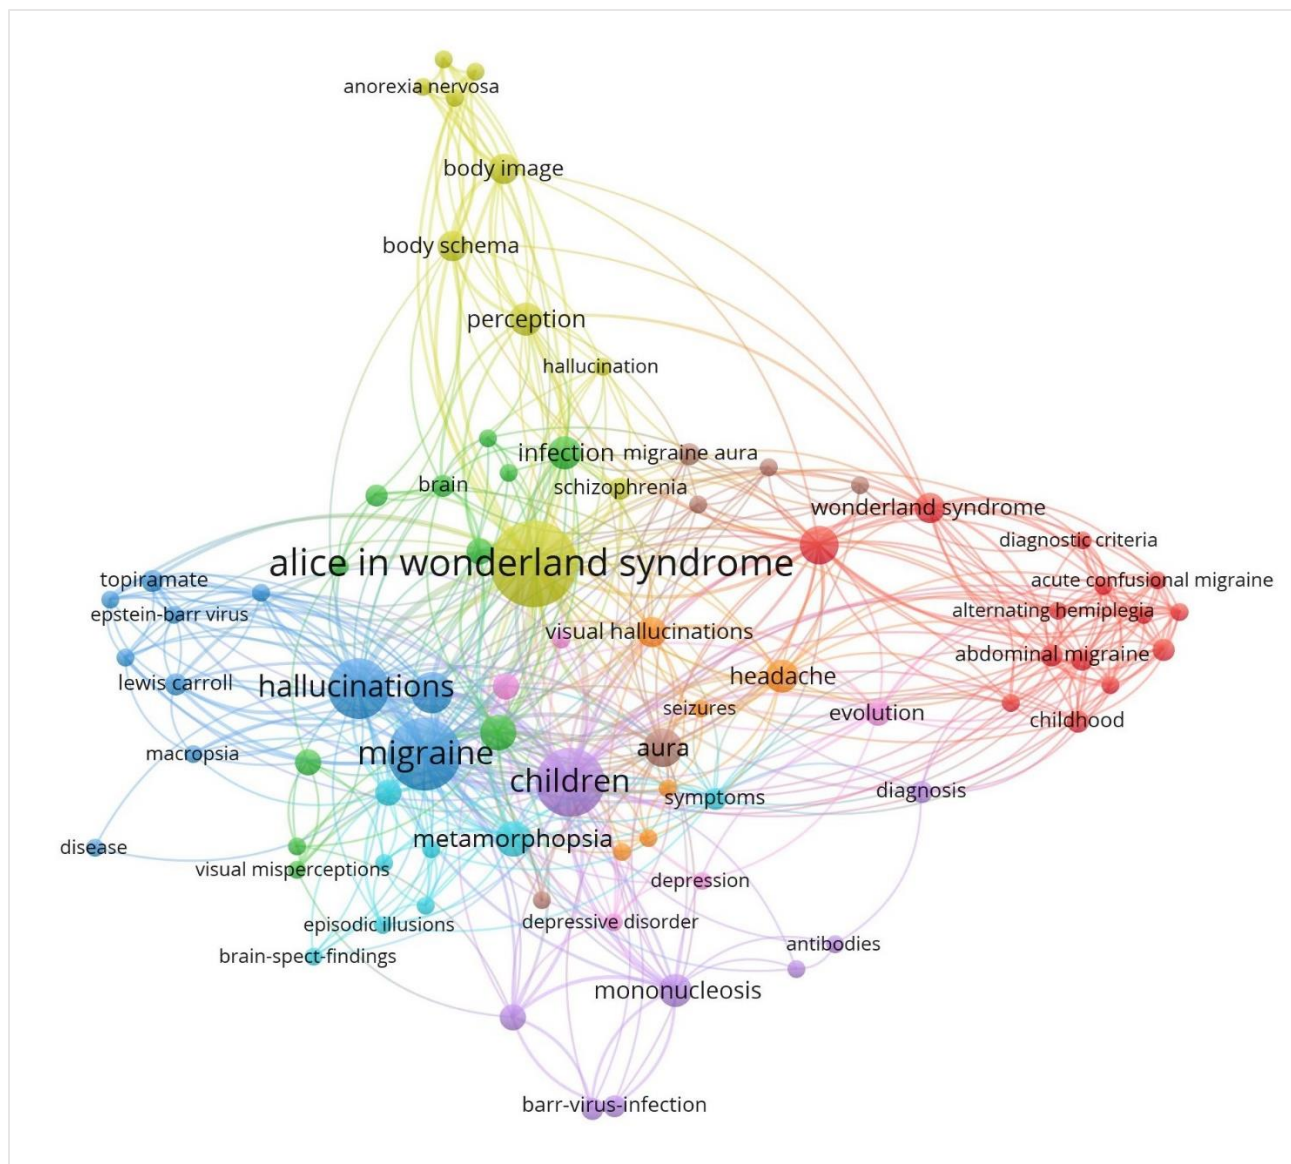 anorexia nervosa
body image
body schema
perception
hallucination
infection
migraine aura
brain
schizophrenia
wonderland syndrome
diagnostic criteria
alice in wonderland syndrome
topiramate
acute confusional migraine
epstein-barr virus
alternating hemiplegia
visual hallucinations
abdominal migraine
lewis carroll
hallucinations
headache
seizures
evolution
childhood
macropsia
migraine
aura
children
symptoms
diagnosis
metamorphopsia
disease
visual misperceptions
depression
episodic illusions
depressive disorder
antibodies
brain-spect-findings
mononucleosis
barr-virus-infection